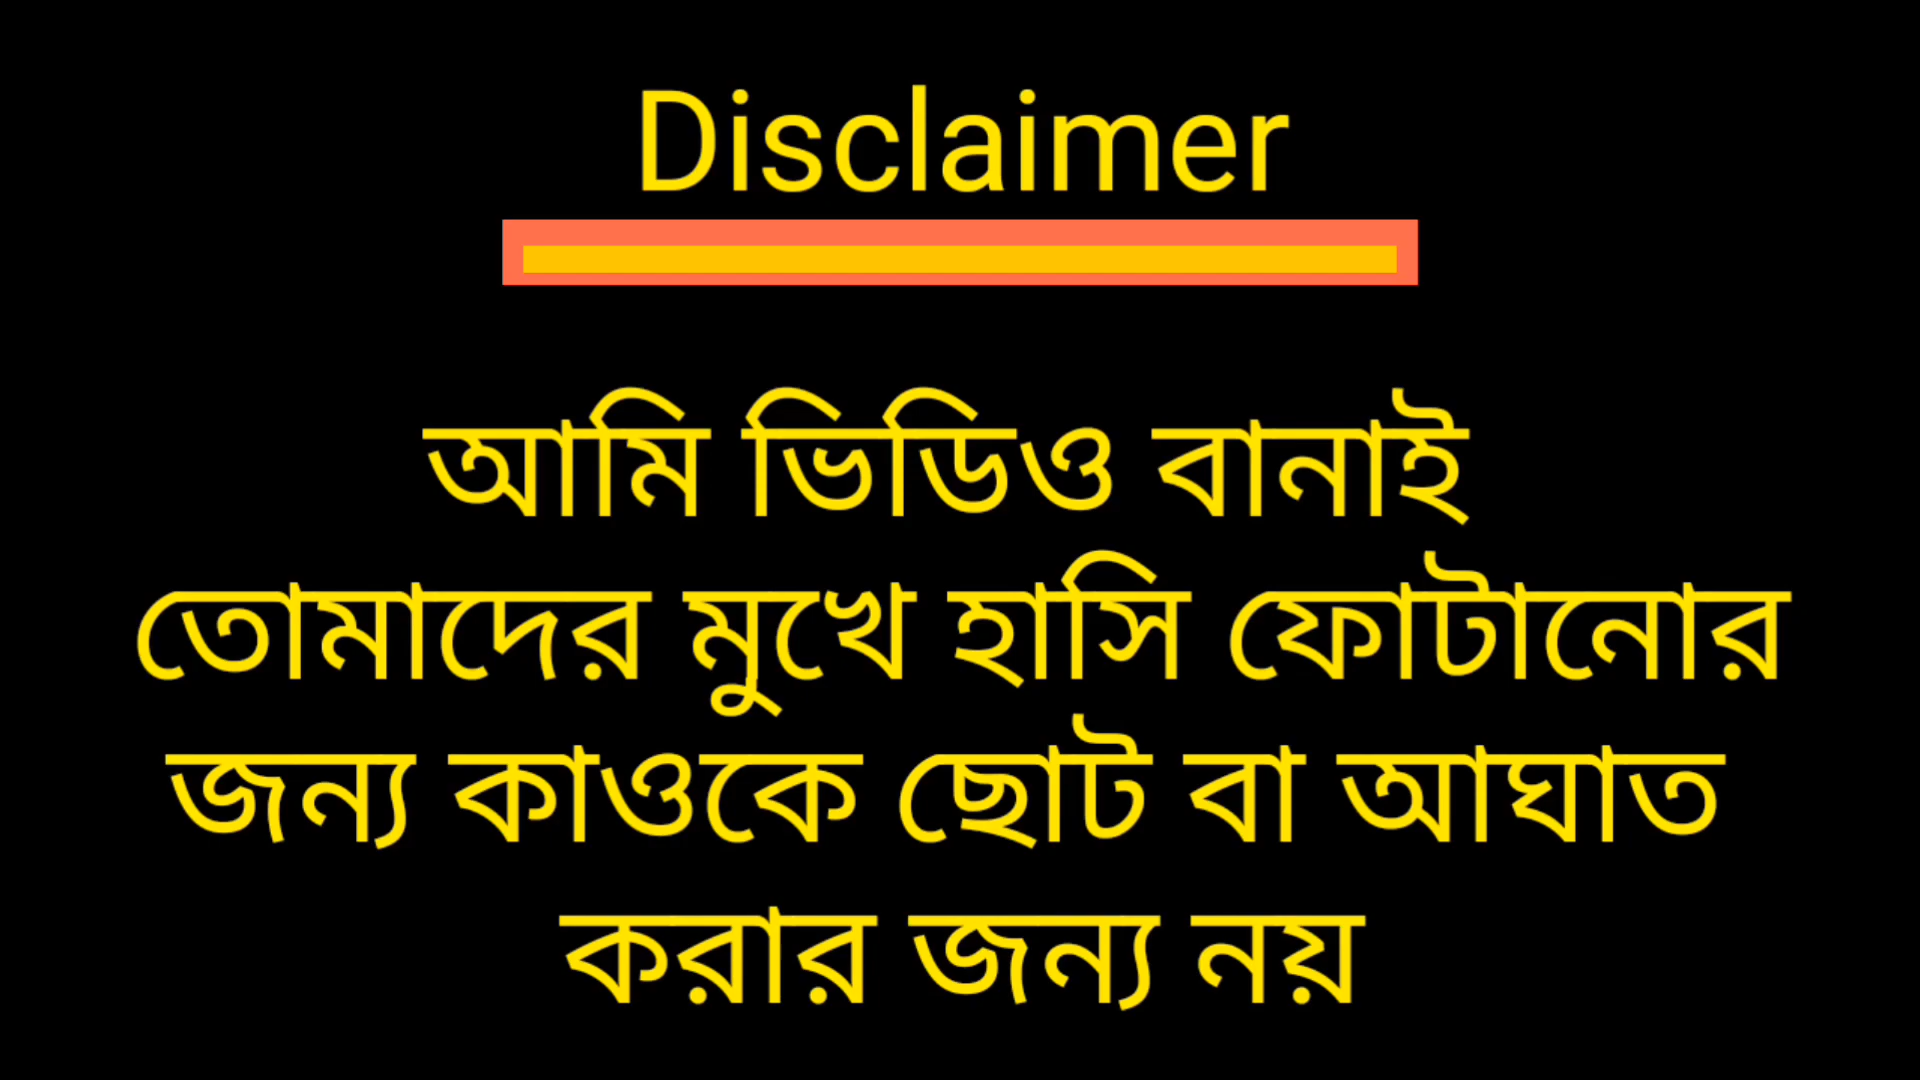 Disclaimer
আমি ভিডিও বানাই
তোমাদের মুখে হাসি ফোটানোর
জন্য কাওকে ছোট বা আঘাত
করার জন্য নয়